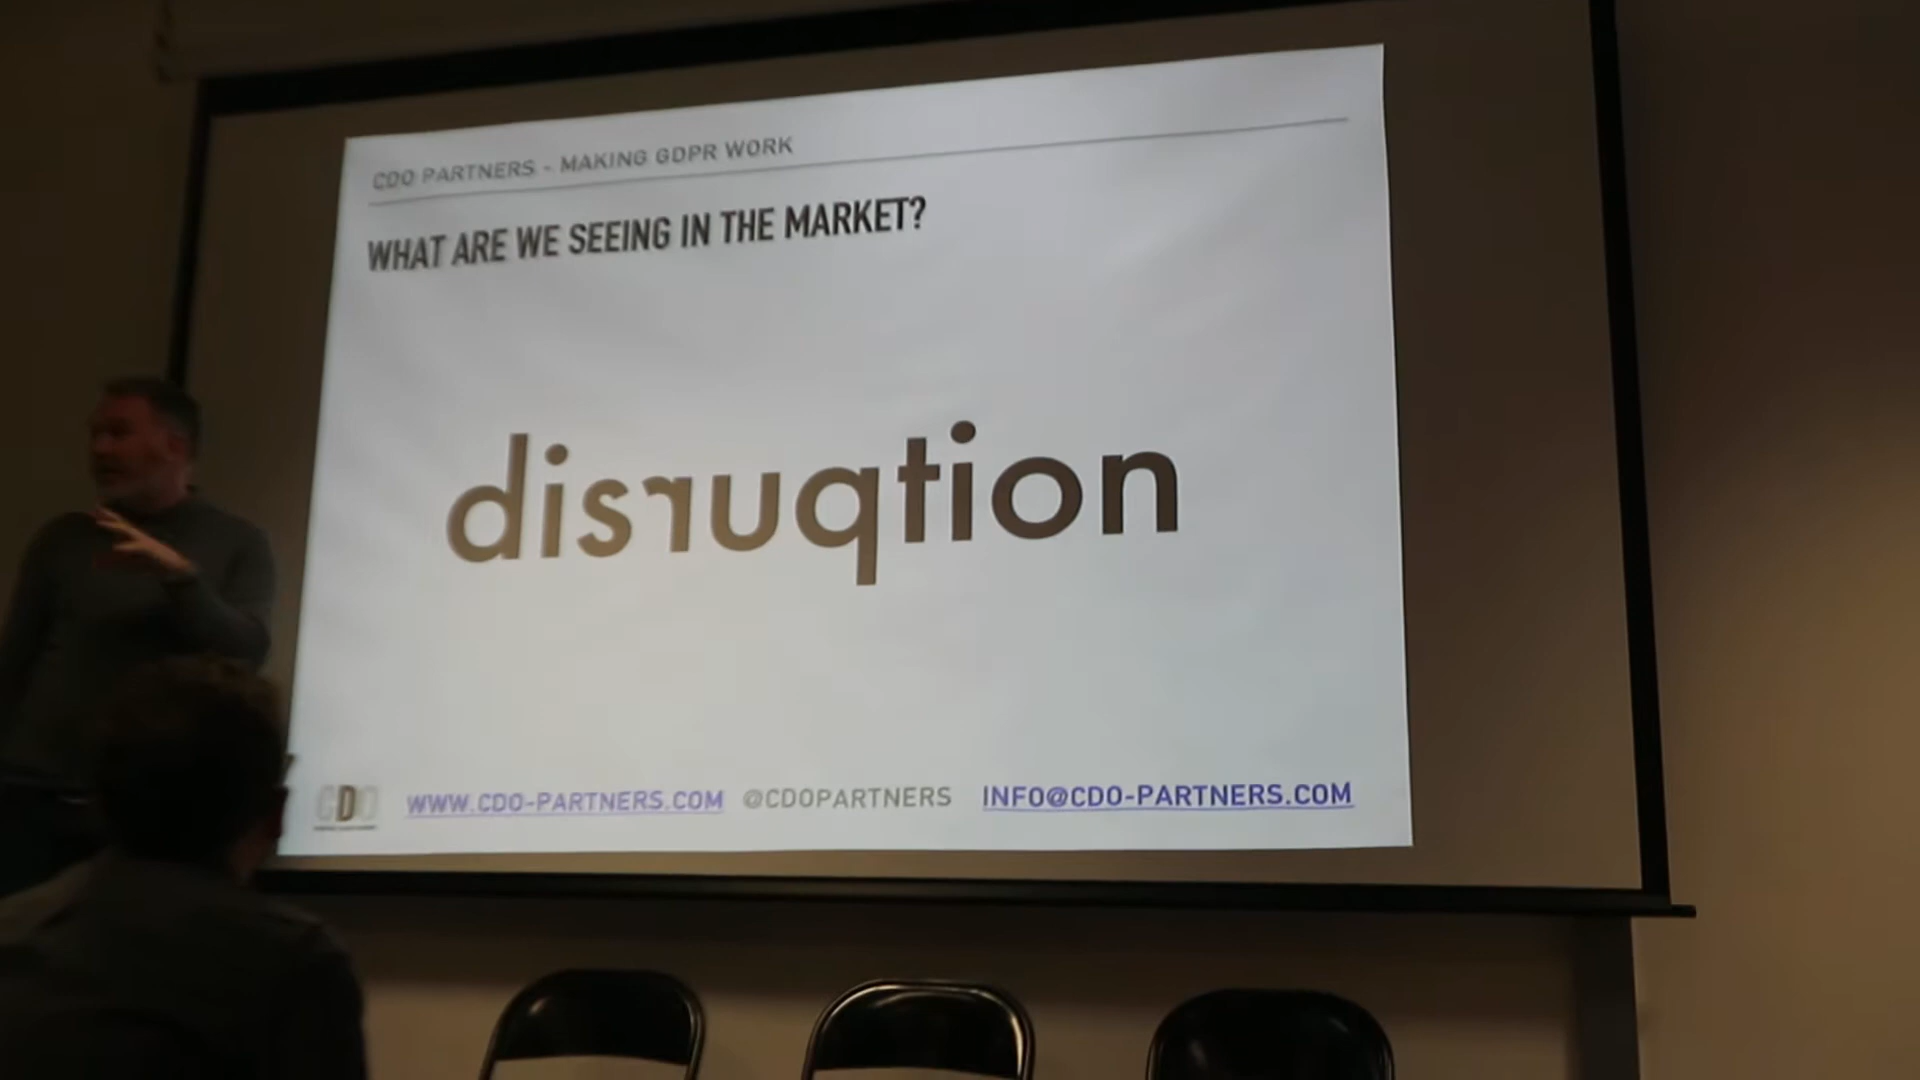 CDO PARTNERS - MAKING GDPR WORK
WHAT ARE WE SEEING IN THE MARKET?
disruqtion
CDO
WWW.CDO-PARTNERS.COM @CDOPARTNERS INFO@CDO-PARTNERS.COM